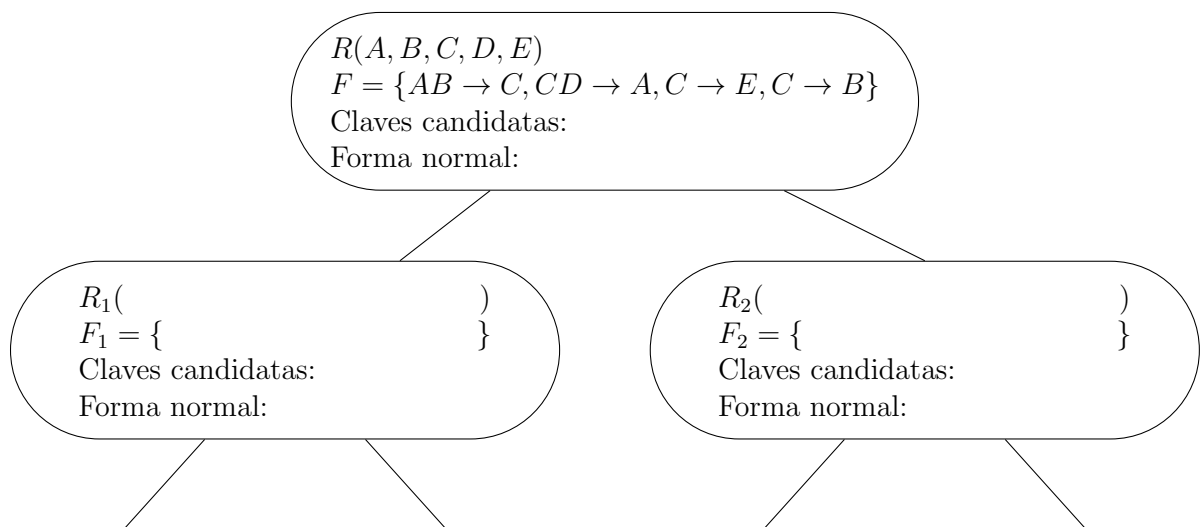 R(A, B, C, D, E)
F = {AB → C, CD → A, C → E, C → B}
Claves candidatas:
Forma normal:
R₁( )
F₁ = { }
Claves candidatas:
Forma normal:
R₂( )
F₂ = { }
Claves candidatas:
Forma normal: